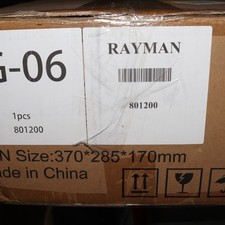 G-06
1pcs
801200
RAYMAN
801200
N Size:370*285*170mm
ade in China